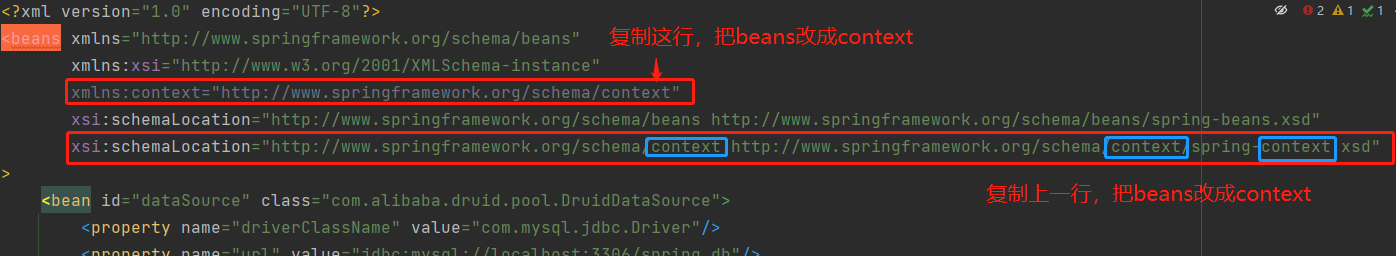 <?xml version="1.0" encoding="UTF-8"?>
2 1 1
<beans xmlns="http://www.springframework.org/schema/beans"
复制这行，把beans改成context
xmlns:xsi="http://www.w3.org/2001/XMLSchema-instance"
xmlns:context="http://www.springframework.org/schema/context"
xsi:schemaLocation="http://www.springframework.org/schema/beans http://www.springframework.org/schema/beans/spring-beans.xsd"
xsi:schemaLocation="http://www.springframework.org/schema/context http://www.springframework.org/schema/context/spring-context.xsd"
>
复制上一行，把beans改成context
<bean id="dataSource" class="com.alibaba.druid.pool.DruidDataSource">
<property name="driverClassName" value="com.mysql.jdbc.Driver"/>
<property name="url" value="jdbc:mysql://localhost:3306/spring_db"/>